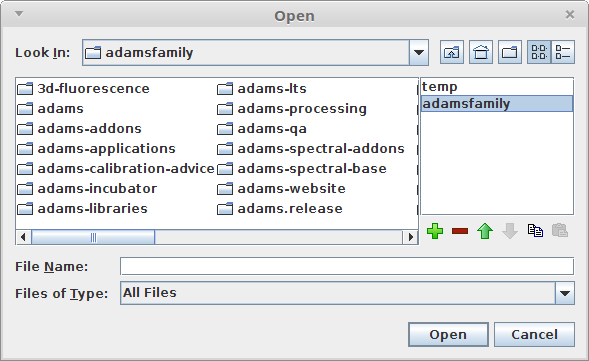 Open
Look In: adamsfamily
3d-fluorescence
adams
adams-addons
adams-applications
adams-calibration-advice
adams-incubator
adams-libraries
adams-lts
adams-processing
adams-qa
adams-spectral-addons
adams-spectral-base
adams-website
adams.release
temp
adamsfamily
File Name:
Files of Type: All Files
Open Cancel